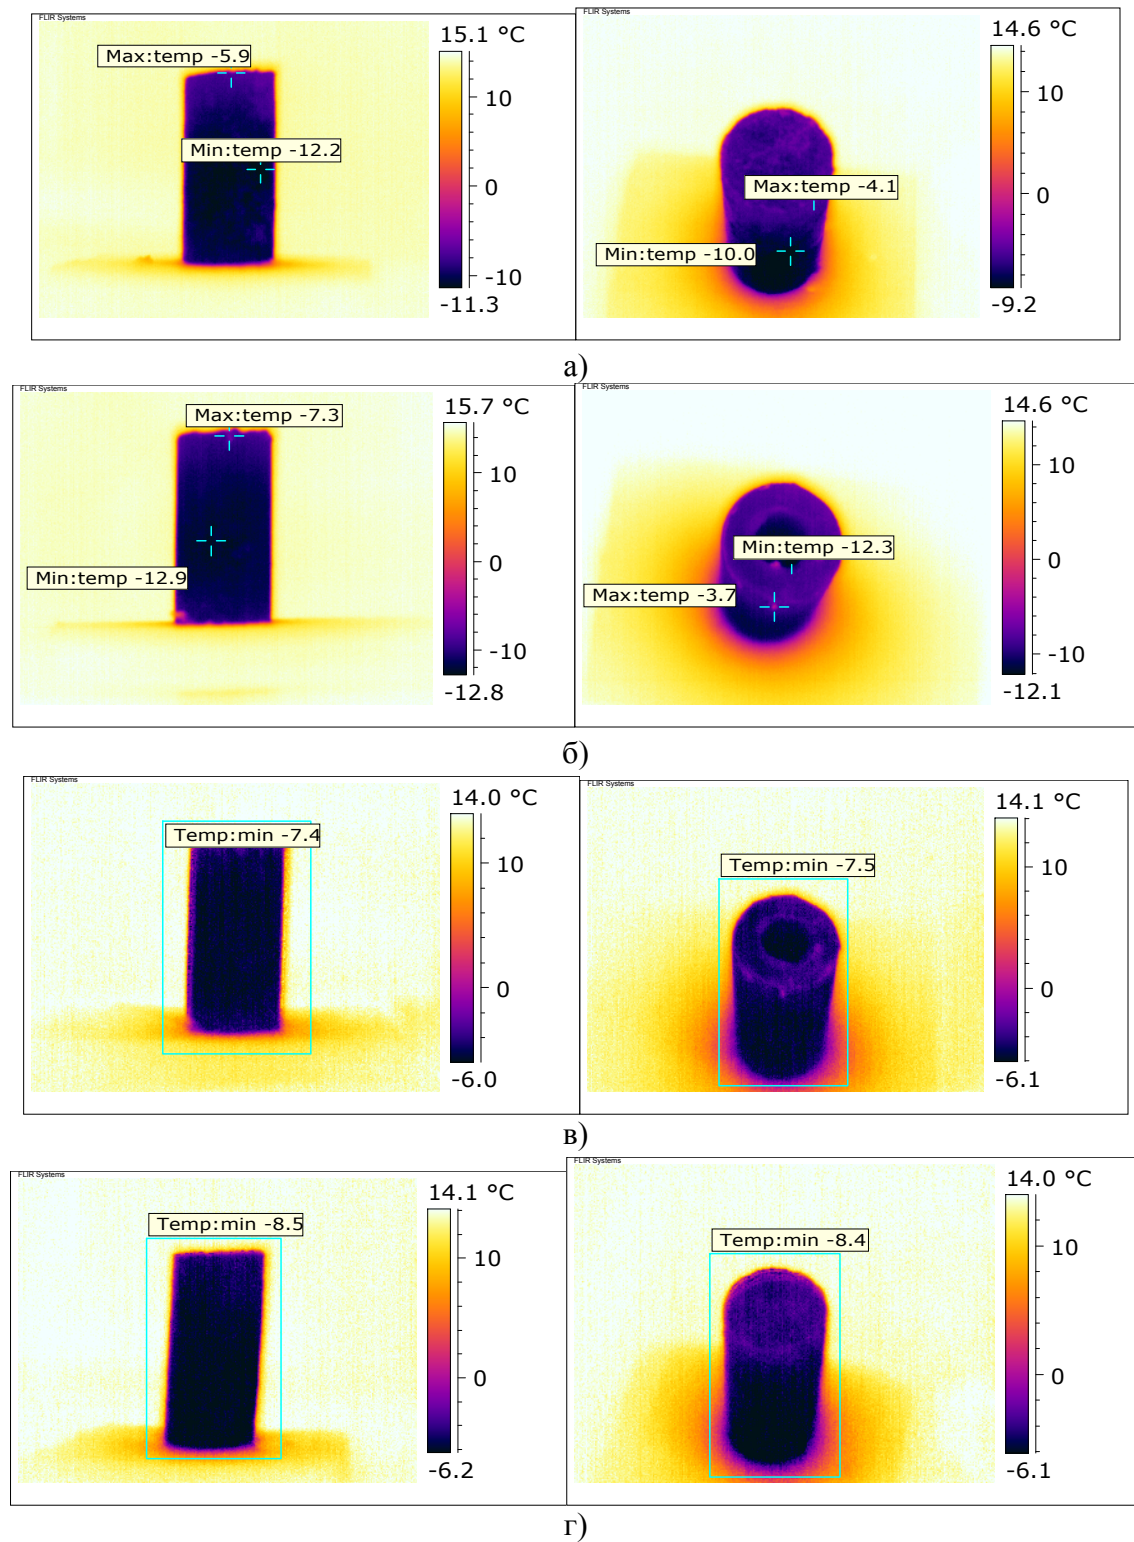 FLIR Systems
15.1 °C
Max:temp -5.9
Min:temp -12.2
10
0
-10
-11.3
14.6 °C
Max:temp -4.1
Min:temp -10.0
10
0
-9.2
а)
FLIR Systems
15.7 °C
Max:temp -7.3
Min:temp -12.9
10
0
-10
-12.8
FLIR Systems
14.6 °C
Min:temp -12.3
Max:temp -3.7
10
0
-10
-12.1
б)
FLIR Systems
14.0 °C
Temp:min -7.4
10
0
-6.0
FLIR Systems
14.1 °C
Temp:min -7.5
10
0
-6.1
в)
FLIR Systems
14.1 °C
Temp:min -8.5
10
0
-6.2
FLIR Systems
14.0 °C
Temp:min -8.4
10
0
-6.1
г)